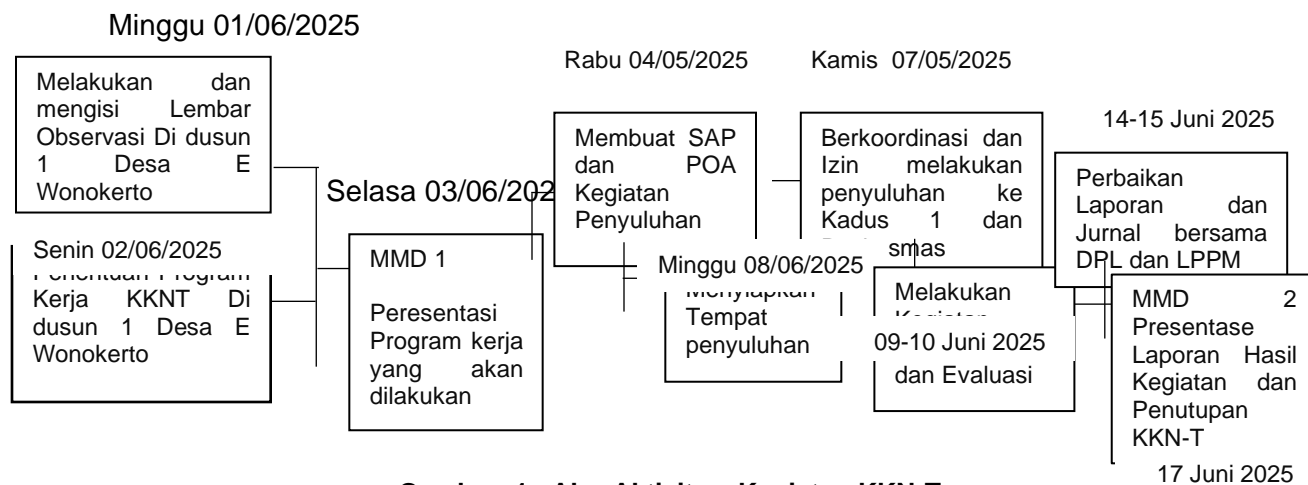 Minggu 01/06/2025
Melakukan dan
mengisi Lembar
Observasi Di dusun
1 Desa E
Wonokerto
Senin 02/06/2025
Penentuan Program
Kerja KKNT Di
dusun 1 Desa E
Wonokerto
Selasa 03/06/202
MMD 1
Peresentasi
Program kerja
yang akan
dilakukan
Rabu 04/05/2025
Membuat SAP
dan POA
Kegiatan
Penyuluhan
Kamis 07/05/2025
Berkoordinasi dan
Izin melakukan
penyuluhan ke
Kadus 1 dan
smas
Minggu 08/06/2025
Menyiapkan
Tempat
penyuluhan
Melakukan
Kegiatan
09-10 Juni 2025
dan Evaluasi
14-15 Juni 2025
Perbaikan
Laporan dan
Jurnal bersama
DPL dan LPPM
MMD 2
Presentase
Laporan Hasil
Kegiatan dan
Penutupan
KKN-T
17 Juni 2025